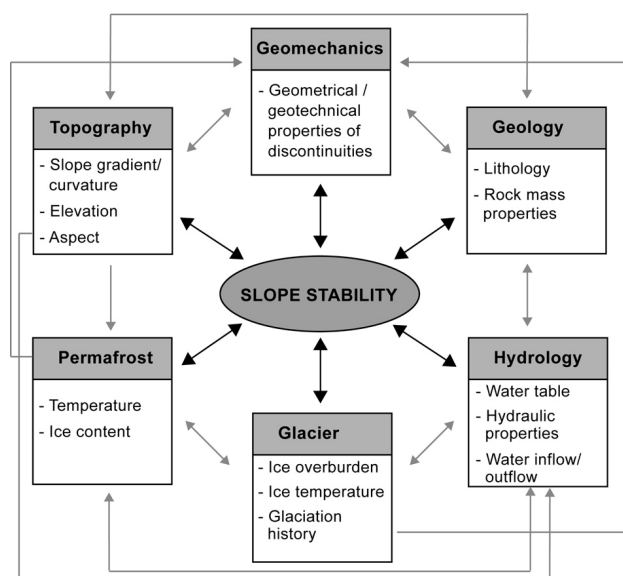 Geomechanics
- Geometrical /
geotechnical
properties of
discontinuities
Topography
- Slope gradient/
curvature
- Elevation
- Aspect
Geology
- Lithology
- Rock mass
properties
SLOPE STABILITY
Permafrost
- Temperature
- Ice content
Glacier
- Ice overburden
- Ice temperature
- Glaciation
history
Hydrology
- Water table
- Hydraulic
properties
- Water inflow/
outflow